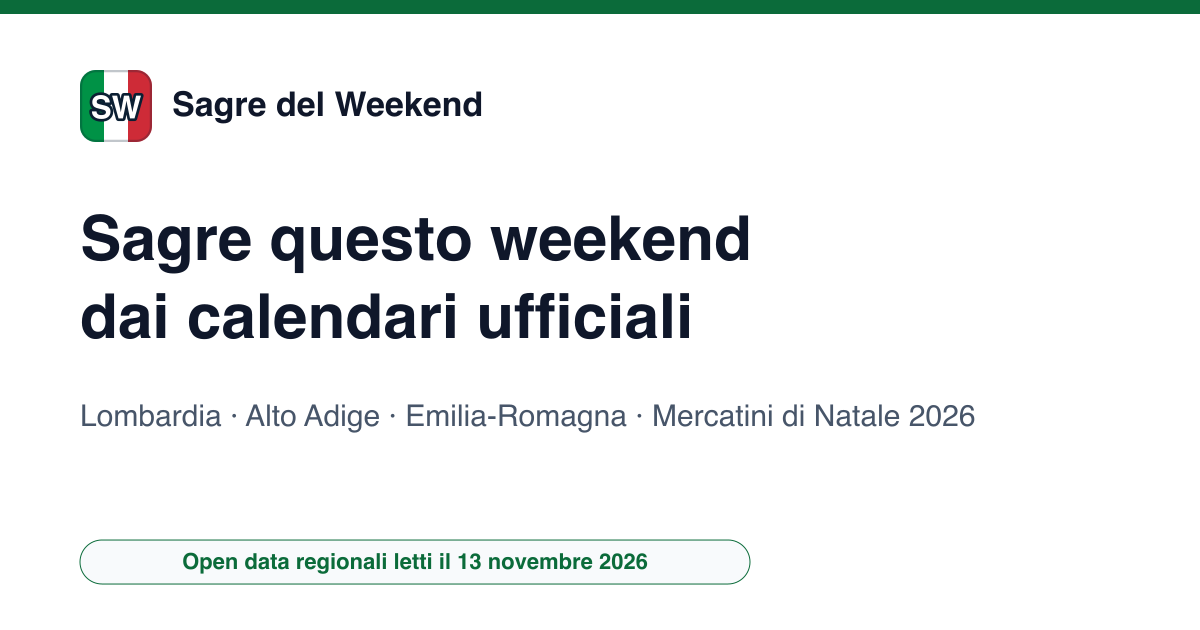 SW
Sagre del Weekend
Sagre questo weekend
dai calendari ufficiali
Lombardia · Alto Adige · Emilia-Romagna · Mercatini di Natale 2026
Open data regionali letti il 13 novembre 2026